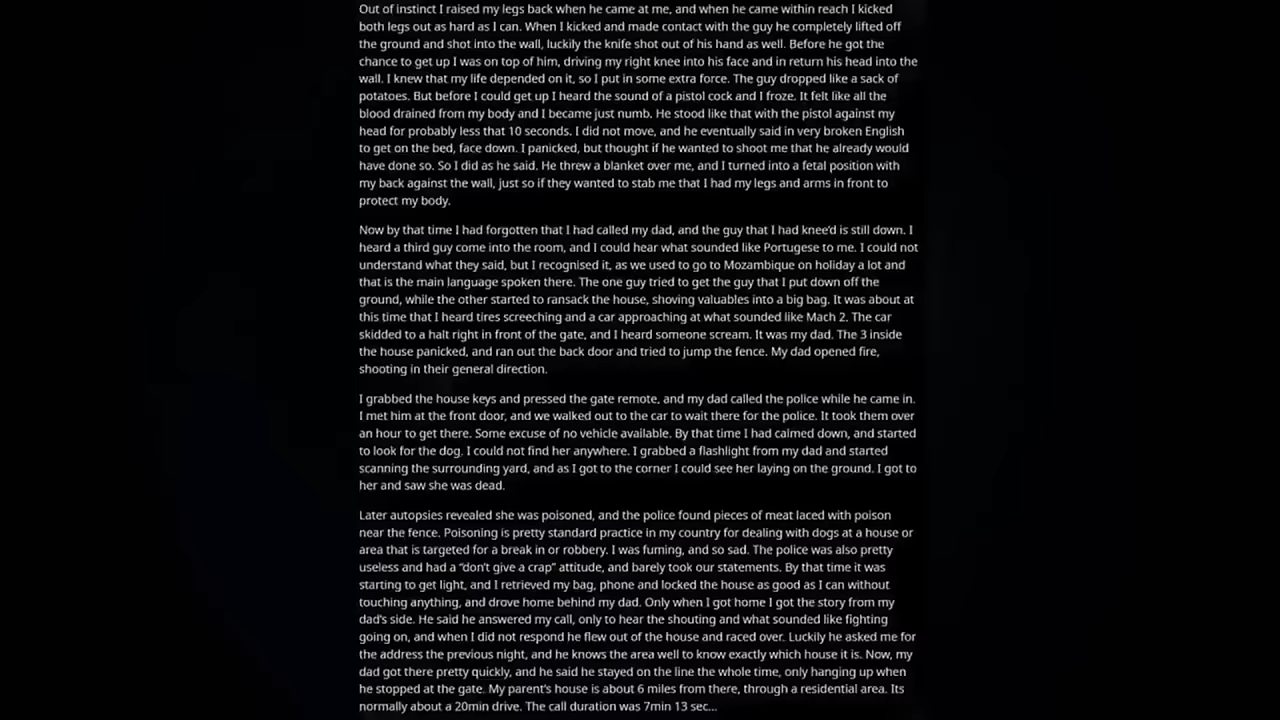 Out of instinct I raised my legs back when he came at me, and when he came within reach I kicked
both legs out as hard as I can. When I kicked and made contact with the guy he completely lifted off
the ground and shot into the wall, luckily the knife shot out of his hand as well. Before he got the
chance to get up I was on top of him, driving my right knee into his face and in return his head into the
wall. I knew that my life depended on it, so I put in some extra force. The guy dropped like a sack of
potatoes. But before I could get up I heard the sound of a pistol cock and I froze. It felt like all the
blood drained from my body and I became just numb. He stood like that with the pistol against my
head for probably less that 10 seconds. I did not move, and he eventually said in very broken English
to get on the bed, face down. I panicked, but thought if he wanted to shoot me that he already would
have done so. So I did as he said. He threw a blanket over me, and I turned into a fetal position with
my back against the wall, just so if they wanted to stab me that I had my legs and arms in front to
protect my body.
Now by that time I had forgotten that I had called my dad, and the guy that I had knee'd is still down. I
heard a third guy come into the room, and I could hear what sounded like Portugese to me. I could not
understand what they said, but I recognised it, as we used to go to Mozambique on holiday a lot and
that is the main language spoken there. The one guy tried to get the guy that I put down off the
ground, while the other started to ransack the house, shoving valuables into a big bag. It was about at
this time that I heard tires screeching and a car approaching at what sounded like Mach 2. The car
skidded to a halt right in front of the gate, and I heard someone scream. It was my dad. The 3 inside
the house panicked, and ran out the back door and tried to jump the fence. My dad opened fire,
shooting in their general direction.
I grabbed the house keys and pressed the gate remote, and my dad called the police while he came in.
I met him at the front door, and we walked out to the car to wait there for the police. It took them over
an hour to get there. Some excuse of no vehicle available. By that time I had calmed down, and started
to look for the dog. I could not find her anywhere. I grabbed a flashlight from my dad and started
scanning the surrounding yard, and as I got to the corner I could see her laying on the ground. I got to
her and saw she was dead.
Later autopsies revealed she was poisoned, and the police found pieces of meat laced with poison
near the fence. Poisoning is pretty standard practice in my country for dealing with dogs at a house or
area that is targeted for a break in or robbery. I was fuming, and so sad. The police was also pretty
useless and had a “don't give a crap” attitude, and barely took our statements. By that time it was
starting to get light, and I retrieved my bag, phone and locked the house as good as I can without
touching anything, and drove home behind my dad. Only when I got home I got the story from my
dad's side. He said he answered my call, only to hear the shouting and what sounded like fighting
going on, and when I did not respond he flew out of the house and raced over. Luckily he asked me for
the address the previous night, and he knows the area well to know exactly which house it is. Now, my
dad got there pretty quickly, and he said he stayed on the line the whole time, only hanging up when
he stopped at the gate. My parent's house is about 6 miles from there, through a residential area. Its
normally about a 20min drive. The call duration was 7min 13 sec...